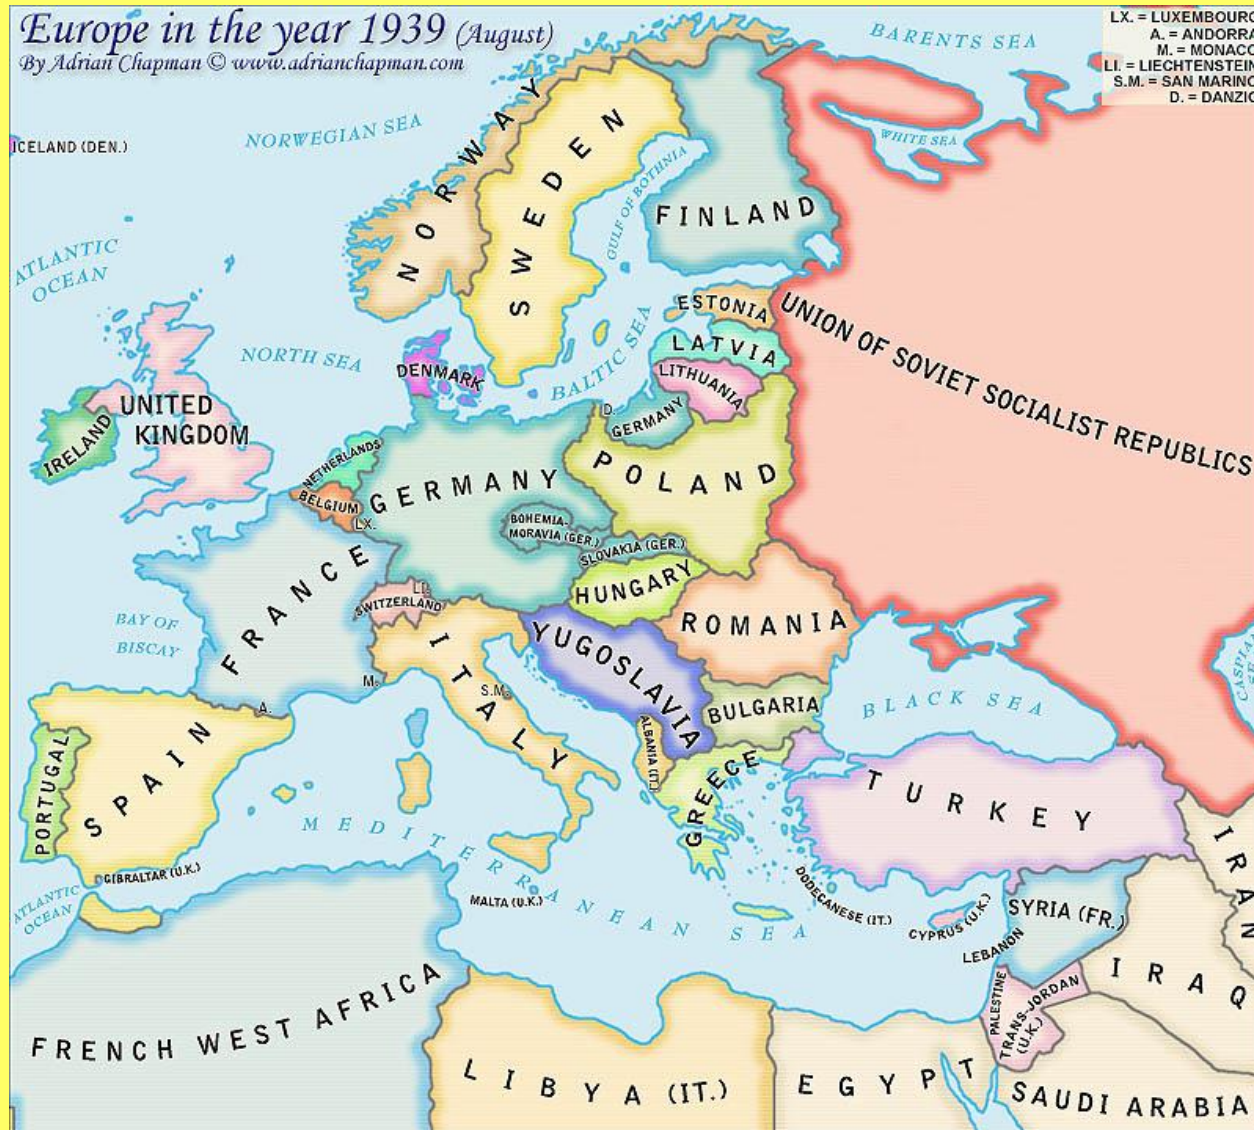 Europe in the year 1939 (August)
By Adrian Chapman © www.adrianchapman.com
LX. = LUXEMBOURG
A. = ANDORRA
M. = MONACO
LI. = LIECHTENSTEIN
S.M. = SAN MARINO
D. = DANZIG
BARENTS SEA
WHITE SEA
NORWEGIAN SEA
ICELAND (DEN.)
ATLANTIC
OCEAN
NORWAY
SWEDEN
GULF OF BOTHNIA
FINLAND
ESTONIA
LATVIA
LITHUANIA
UNION OF SOVIET SOCIALIST REPUBLICS
NORTH SEA
BALTIC SEA
DENMARK
UNITED
KINGDOM
IRELAND
NETHERLANDS
BELGIUM
LX.
GERMANY
D.
GERMANY
POLAND
BOHEMIA-
MORAVIA (GER.)
SLOVAKIA (GER.)
FRANCE
LI.
SWITZERLAND
HUNGARY
ROMANIA
BAY OF
BISCAY
ITALY
YUGOSLAVIA
M.
S.M.
A.
BULGARIA
BLACK SEA
CASPIAN
SEA
ALBANIA (IT.)
GREECE
PORTUGAL
SPAIN
TURKEY
MEDITERRANEAN SEA
GIBRALTAR (U.K.)
ATLANTIC
OCEAN
MALTA (U.K.)
DODECANESE (IT.)
CYPRUS (U.K.)
SYRIA (FR.)
LEBANON
IRAN
IRAQ
PALESTINE
TRANS-JORDAN
(U.K.)
FRENCH WEST AFRICA
LIBYA (IT.)
EGYPT
SAUDI ARABIA